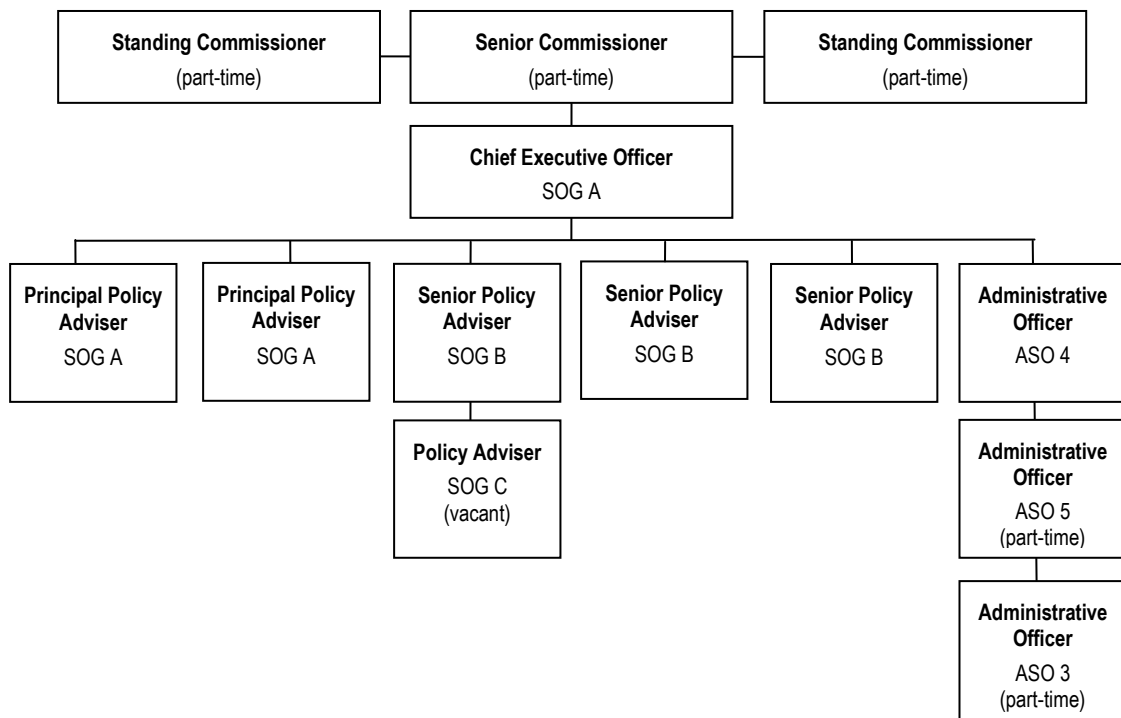 Standing Commissioner
(part-time)
Senior Commissioner
(part-time)
Standing Commissioner
(part-time)
Chief Executive Officer
SOG A
Principal Policy
Adviser
SOG A
Principal Policy
Adviser
SOG A
Senior Policy
Adviser
SOG B
Senior Policy
Adviser
SOG B
Senior Policy
Adviser
SOG B
Administrative
Officer
ASO 4
Policy Adviser
SOG C
(vacant)
Administrative
Officer
ASO 5
(part-time)
Administrative
Officer
ASO 3
(part-time)